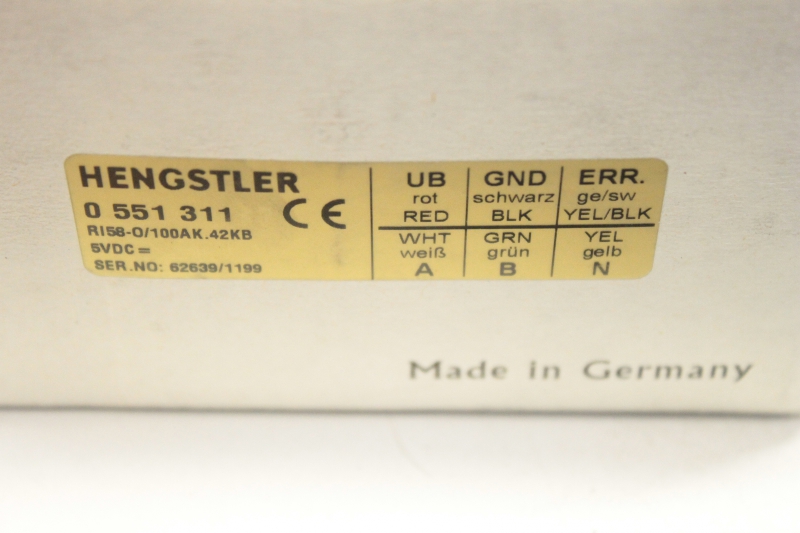 HENGSTLER
0 551 311 CE
RI58-O/100AK.42KB
5VDC =
SER.NO: 62639/1199
UB GND ERR.
rot schwarz ge/sw
RED BLK YEL/BLK
WHT GRN YEL
weiß grün gelb
A B N
Made in Germany